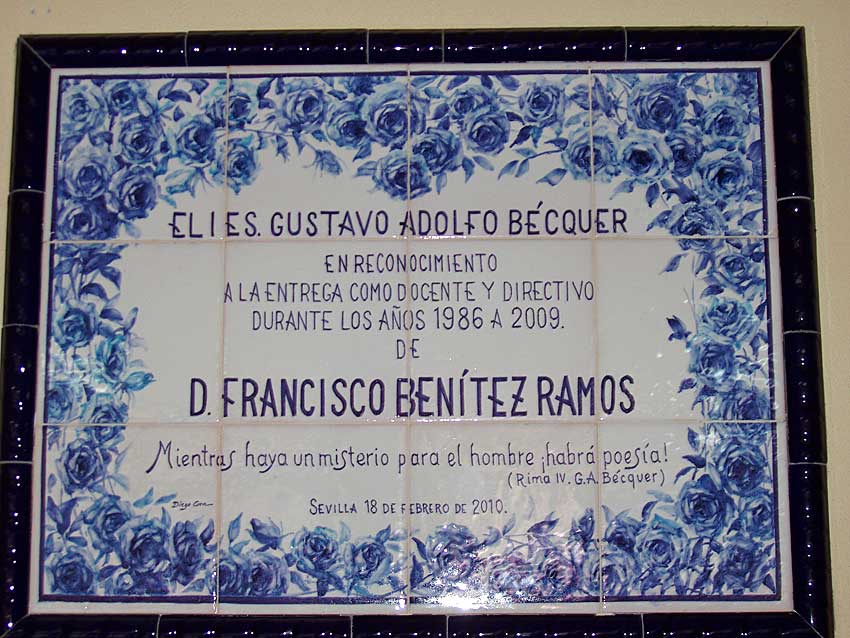 EL IES. GUSTAVO ADOLFO BÉCQUER
EN RECONOCIMIENTO
A LA ENTREGA COMO DOCENTE Y DIRECTIVO
DURANTE LOS AÑOS 1986 A 2009.
DE
D. FRANCISCO BENÍTEZ RAMOS
Mientras haya un misterio para el hombre ¡habrá poesía!
(Rima IV. G.A. Bécquer)
Diego
SEVILLA 18 DE FEBRERO DE 2010.